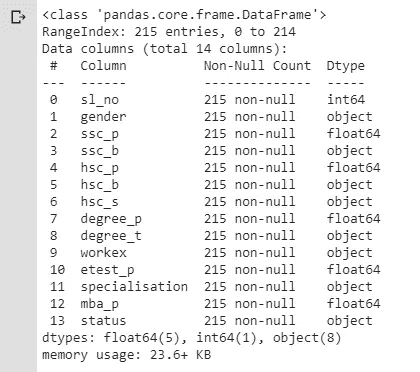 <class 'pandas.core.frame.DataFrame'>
RangeIndex: 215 entries, 0 to 214
Data columns (total 14 columns):
 #   Column          Non-Null Count  Dtype
---  ------          --------------  -----
 0   sl_no           215 non-null    int64
 1   gender          215 non-null    object
 2   ssc_p           215 non-null    float64
 3   ssc_b           215 non-null    object
 4   hsc_p           215 non-null    float64
 5   hsc_b           215 non-null    object
 6   hsc_s           215 non-null    object
 7   degree_p        215 non-null    float64
 8   degree_t        215 non-null    object
 9   workex          215 non-null    object
 10  etest_p         215 non-null    float64
 11  specialisation  215 non-null    object
 12  mba_p           215 non-null    float64
 13  status          215 non-null    object
dtypes: float64(5), int64(1), object(8)
memory usage: 23.6+ KB